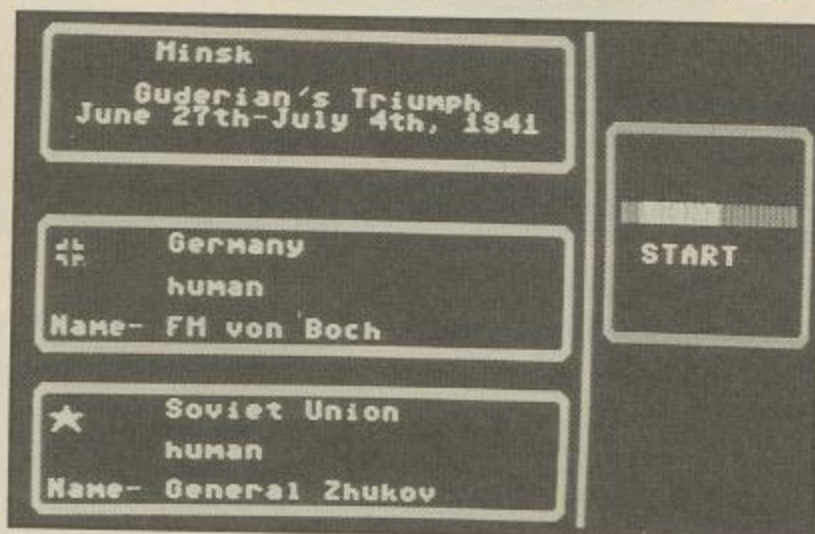 Minsk
Guderian's Triumph
June 27th-July 4th, 1941
Germany
human
Name- FM von Boch
Soviet Union
human
Name- General Zhukov
START